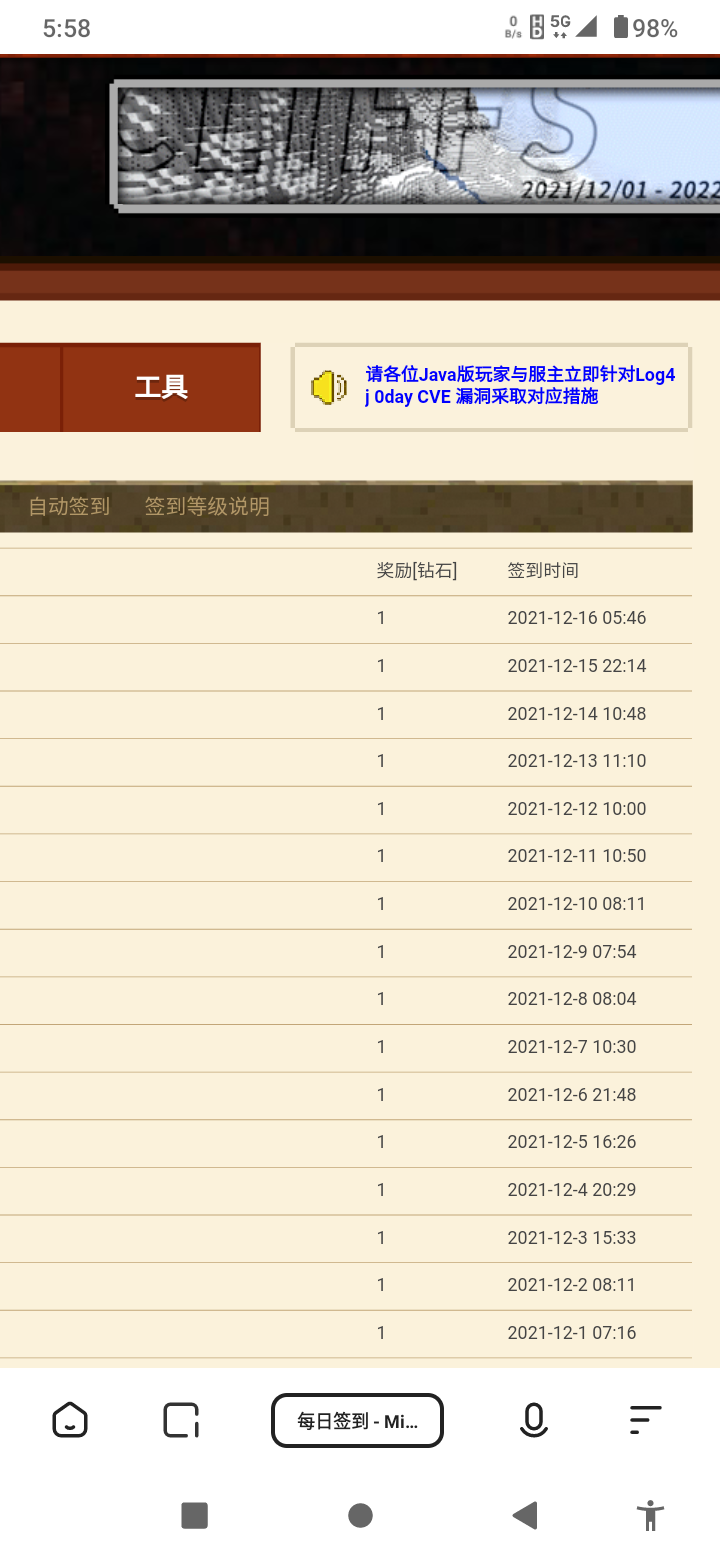 5:58
0 B/s HD 5G 98%
CLIFFS
2021/12/01 - 2022
工具
请各位Java版玩家与服主立即针对Log4
j 0day CVE 漏洞采取对应措施
自动签到 签到等级说明
奖励[钻石] 签到时间
1 2021-12-16 05:46
1 2021-12-15 22:14
1 2021-12-14 10:48
1 2021-12-13 11:10
1 2021-12-12 10:00
1 2021-12-11 10:50
1 2021-12-10 08:11
1 2021-12-9 07:54
1 2021-12-8 08:04
1 2021-12-7 10:30
1 2021-12-6 21:48
1 2021-12-5 16:26
1 2021-12-4 20:29
1 2021-12-3 15:33
1 2021-12-2 08:11
1 2021-12-1 07:16
每日签到 - Mi...